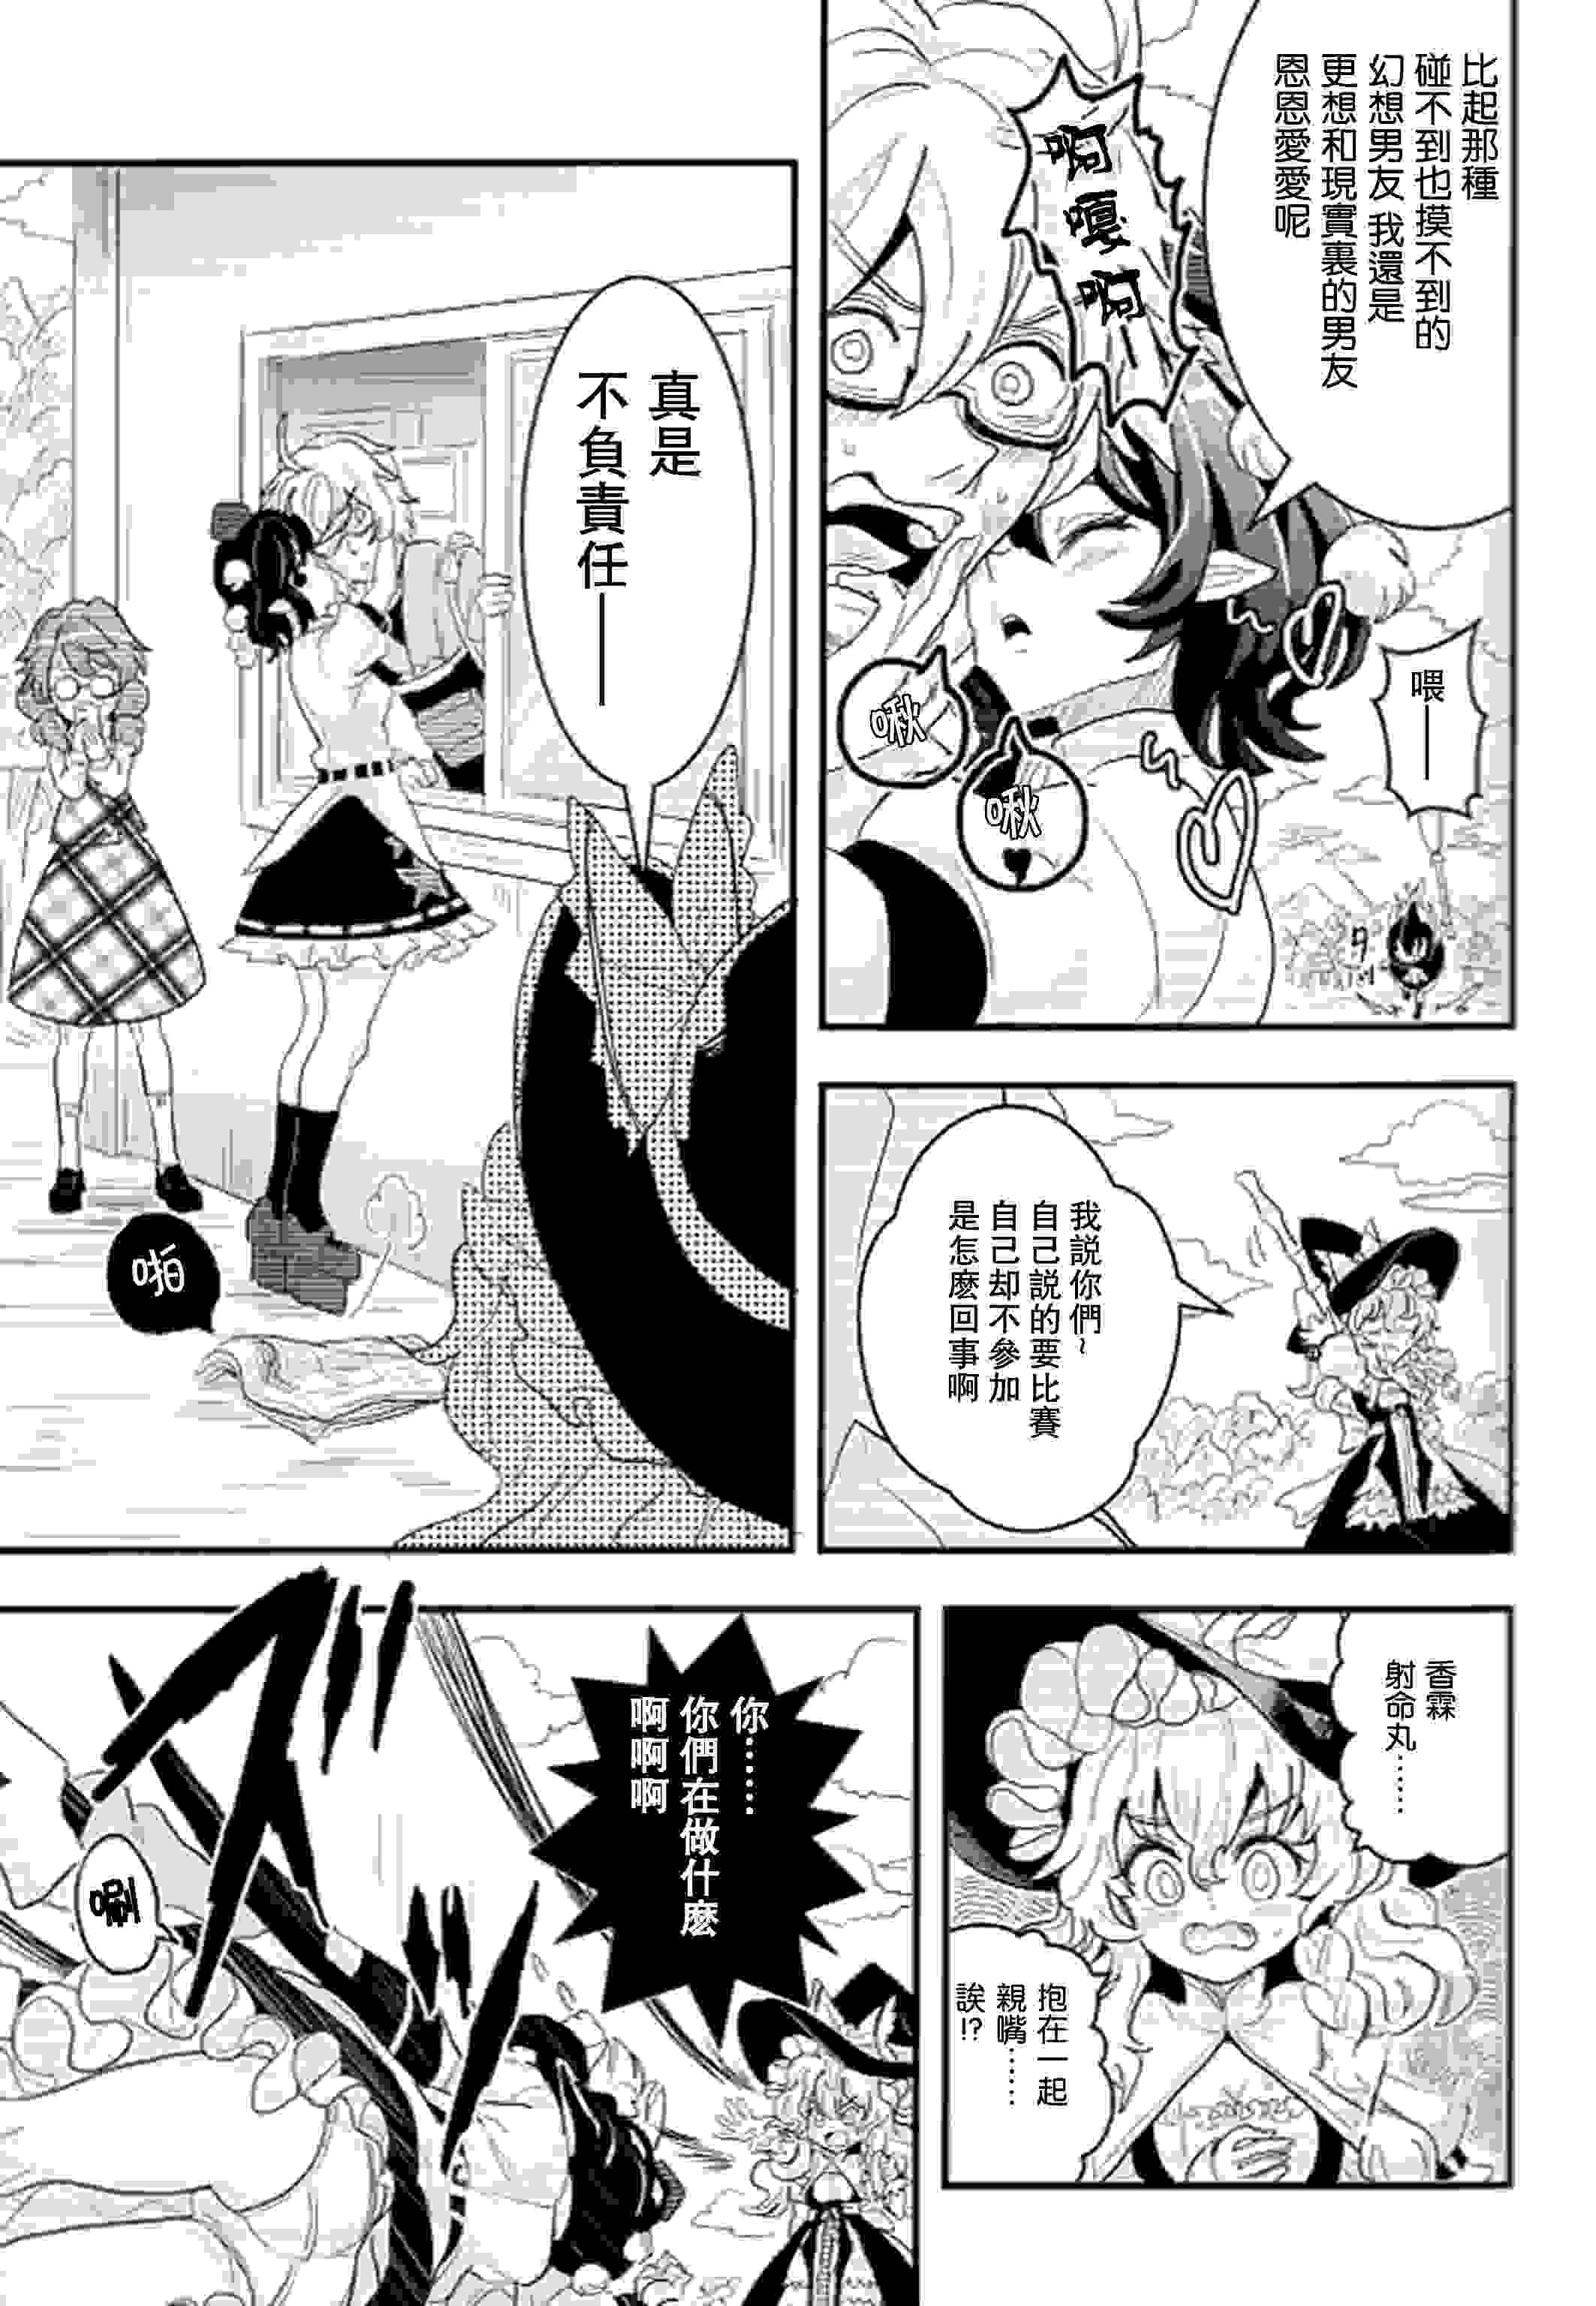 比起那種
碰不到也摸不到的
幻想男友 我還是
更想和現實裏的男友
恩恩愛愛呢
啊嘎啊—
喂—
啾
啾
我説你們~
自己説的要比賽
自己却不參加
是怎麽回事啊
真是
不負責任—
啪
香霖
射命丸……
抱在一起
親嘴……
誒!?
你……
你們在做什麽
啊啊啊
唰